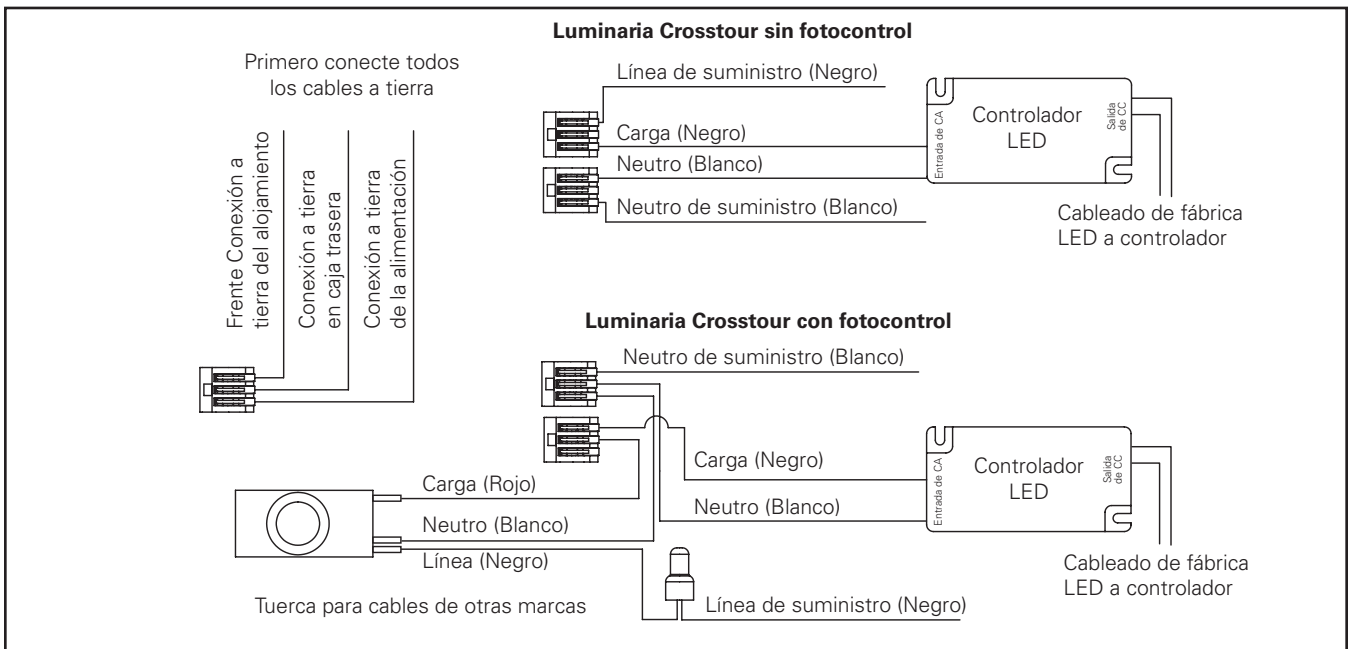 Primero conecte todos
los cables a tierra
Frente Conexión a
tierra del alojamiento
Conexión a tierra
en caja trasera
Conexión a tierra
de la alimentación
Luminaria Crosstour sin fotocontrol
Línea de suministro (Negro)
Carga (Negro)
Neutro (Blanco)
Neutro de suministro (Blanco)
Entrada de CA
Controlador
LED
Salida
de CC
Cableado de fábrica
LED a controlador
Luminaria Crosstour con fotocontrol
Neutro de suministro (Blanco)
Carga (Negro)
Neutro (Blanco)
Entrada de CA
Controlador
LED
Salida
de CC
Cableado de fábrica
LED a controlador
Carga (Rojo)
Neutro (Blanco)
Línea (Negro)
Tuerca para cables de otras marcas
Línea de suministro (Negro)